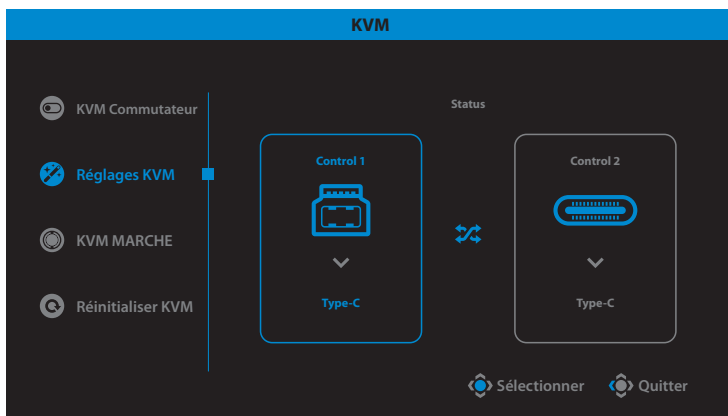 KVM
KVM Commutateur
Réglages KVM
KVM MARCHE
Réinitialiser KVM
Status
Control 1
Type-C
Control 2
Type-C
Sélectionner
Quitter